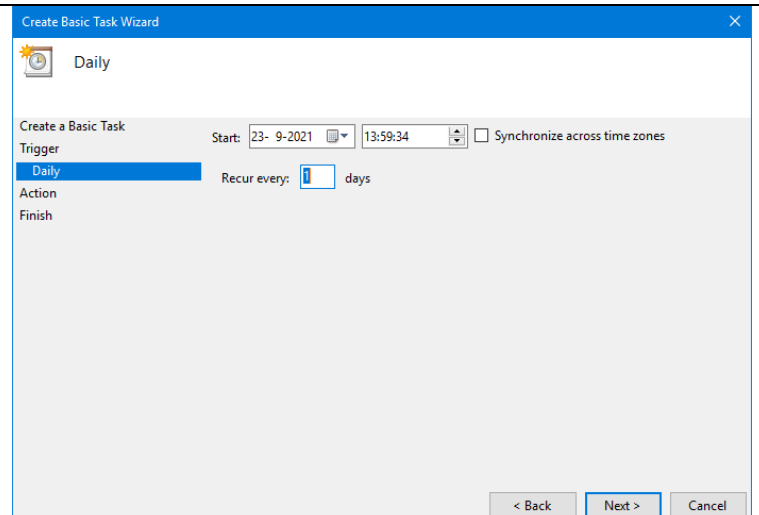 Create Basic Task Wizard
Daily
Create a Basic Task
Trigger
Daily
Action
Finish
Start: 23- 9-2021 13:59:34 Synchronize across time zones
Recur every: 1 days
< Back Next > Cancel